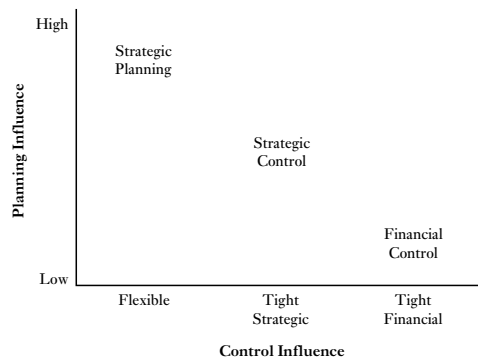 High
Strategic
Planning
Strategic
Control
Financial
Control
Planning Influence
Low
Flexible
Tight
Strategic
Tight
Financial
Control Influence